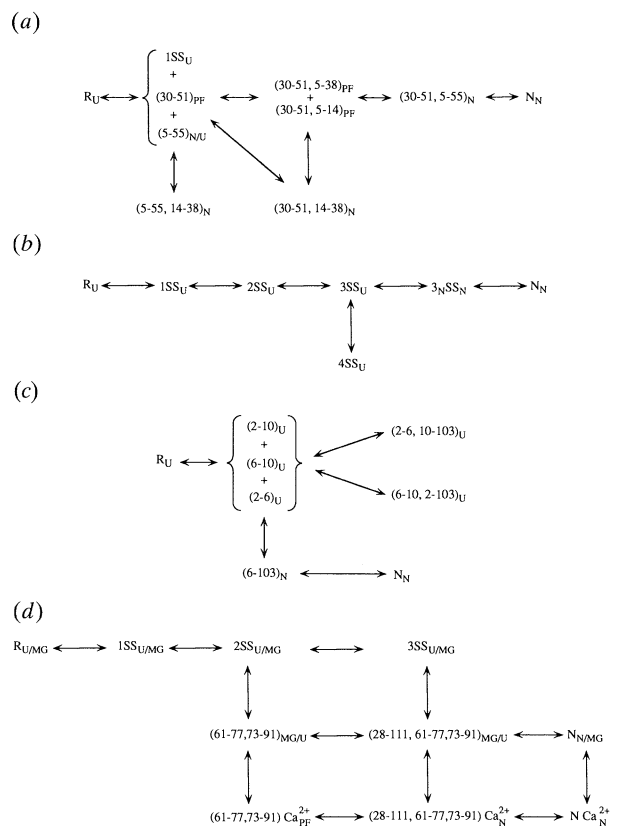 (a)
1SS_U
+
R_U (30-51)_PF (30-51, 5-38)_PF + (30-51, 5-14)_PF (30-51, 5-55)_N N_N
+
(5-55)_N/U
(5-55, 14-38)_N (30-51, 14-38)_N
(b)
R_U 1SS_U 2SS_U 3SS_U 3_NSS_N N_N
4SS_U
(c)
(2-10)_U (2-6, 10-103)_U
+
R_U (6-10)_U
+
(2-6)_U (6-10, 2-103)_U
(6-103)_N N_N
(d)
R_U/MG 1SS_U/MG 2SS_U/MG 3SS_U/MG
(61-77,73-91)_MG/U (28-111, 61-77,73-91)_MG/U N_N/MG
(61-77,73-91) Ca^2+_PF (28-111, 61-77,73-91) Ca^2+_N N Ca^2+_N